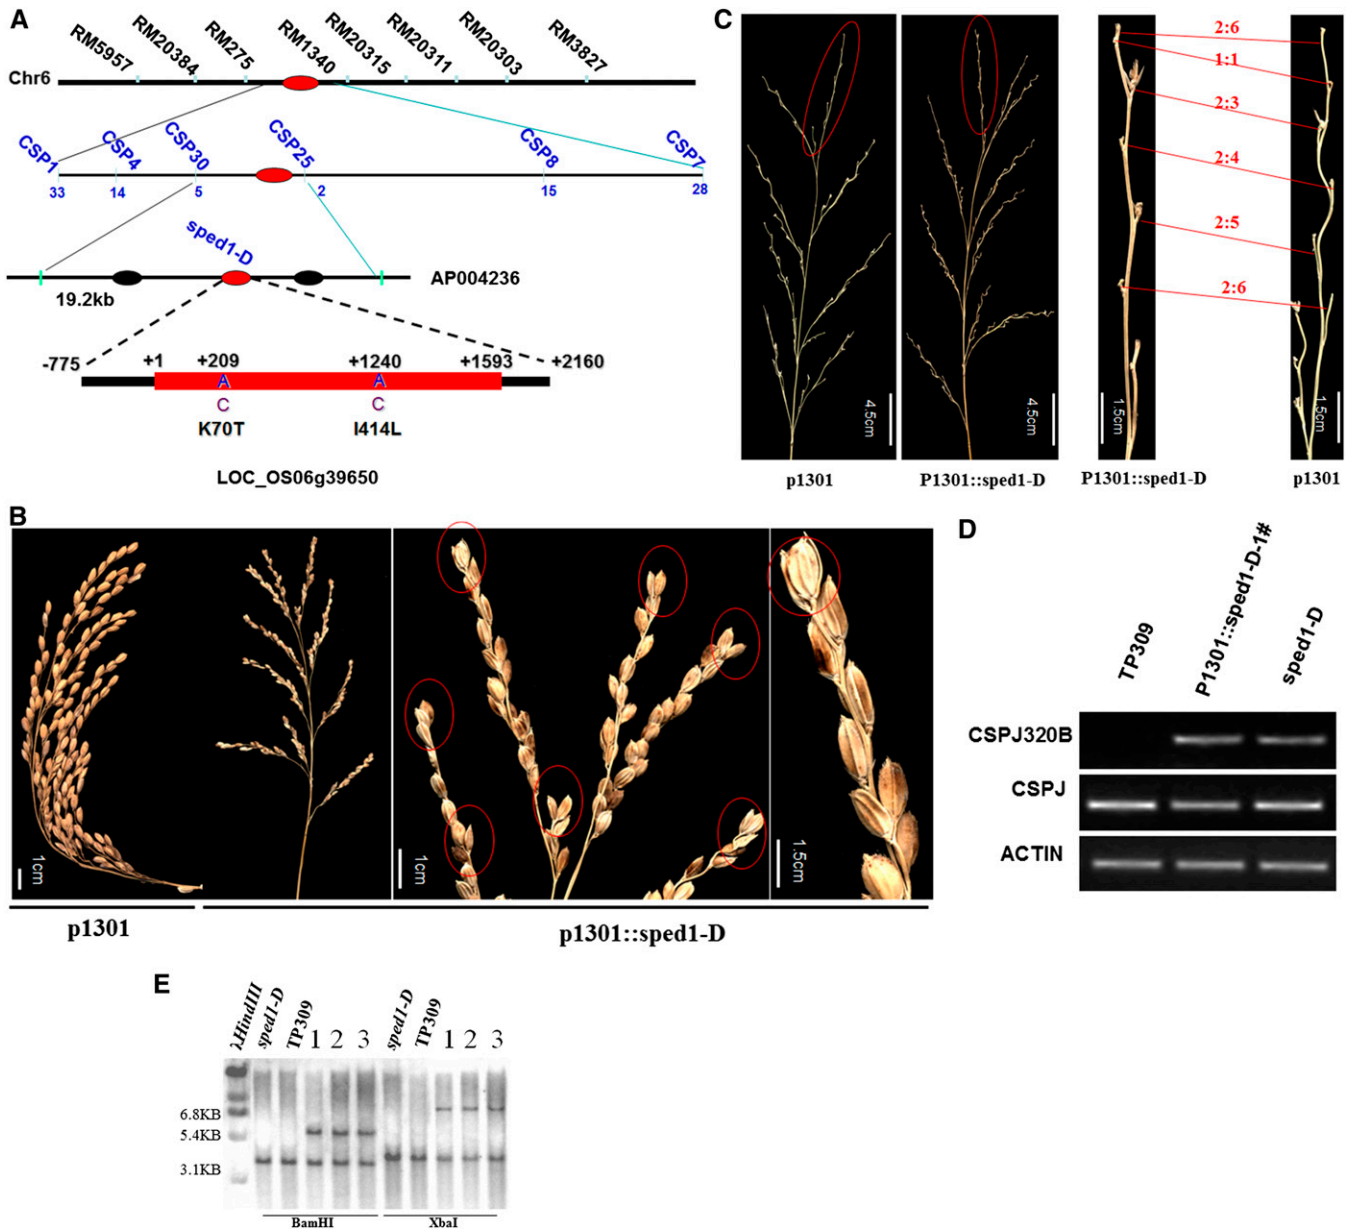 A
RM5957 RM20384 RM275 RM1340 RM20315 RM20311 RM20303 RM3827
Chr6
CSP1 CSP4 CSP30 CSP25 CSP8 CSP7
33 14 5 2 15 28
sped1-D
AP004236
19.2kb
-775 +1 +209 +1240 +1593 +2160
A A
C C
K70T I414L
LOC_OS06g39650
B
1cm 1cm 1.5cm
p1301 p1301::sped1-D
C
2:6
1:1
2:3
2:4
2:5
2:6
4.5cm 4.5cm 1.5cm 1.5cm
p1301 P1301::sped1-D P1301::sped1-D p1301
D
TP309 P1301::sped1-D-1# sped1-D
CSPJ320B
CSPJ
ACTIN
E
λHindIII sped1-D TP309 1 2 3 sped1-D TP309 1 2 3
6.8KB
5.4KB
3.1KB
BamHI XbaI